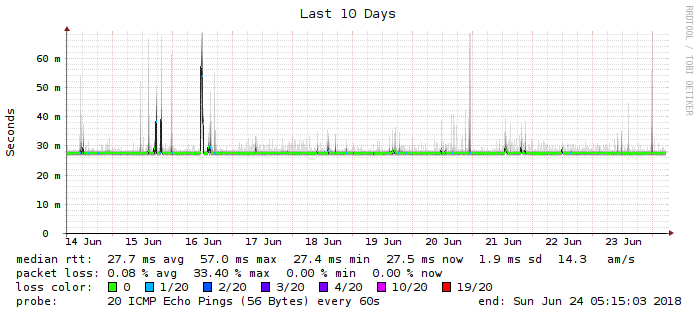 Last 10 Days
RRDTOOL / TOBI OETIKER
Seconds
60 m
50 m
40 m
30 m
20 m
10 m
0
14 Jun 15 Jun 16 Jun 17 Jun 18 Jun 19 Jun 20 Jun 21 Jun 22 Jun 23 Jun
median rtt: 27.7 ms avg 57.0 ms max 27.4 ms min 27.5 ms now 1.9 ms sd 14.3 am/s
packet loss: 0.08 % avg 33.40 % max 0.00 % min 0.00 % now
loss color: 0 1/20 2/20 3/20 4/20 10/20 19/20
probe: 20 ICMP Echo Pings (56 Bytes) every 60s end: Sun Jun 24 05:15:03 2018